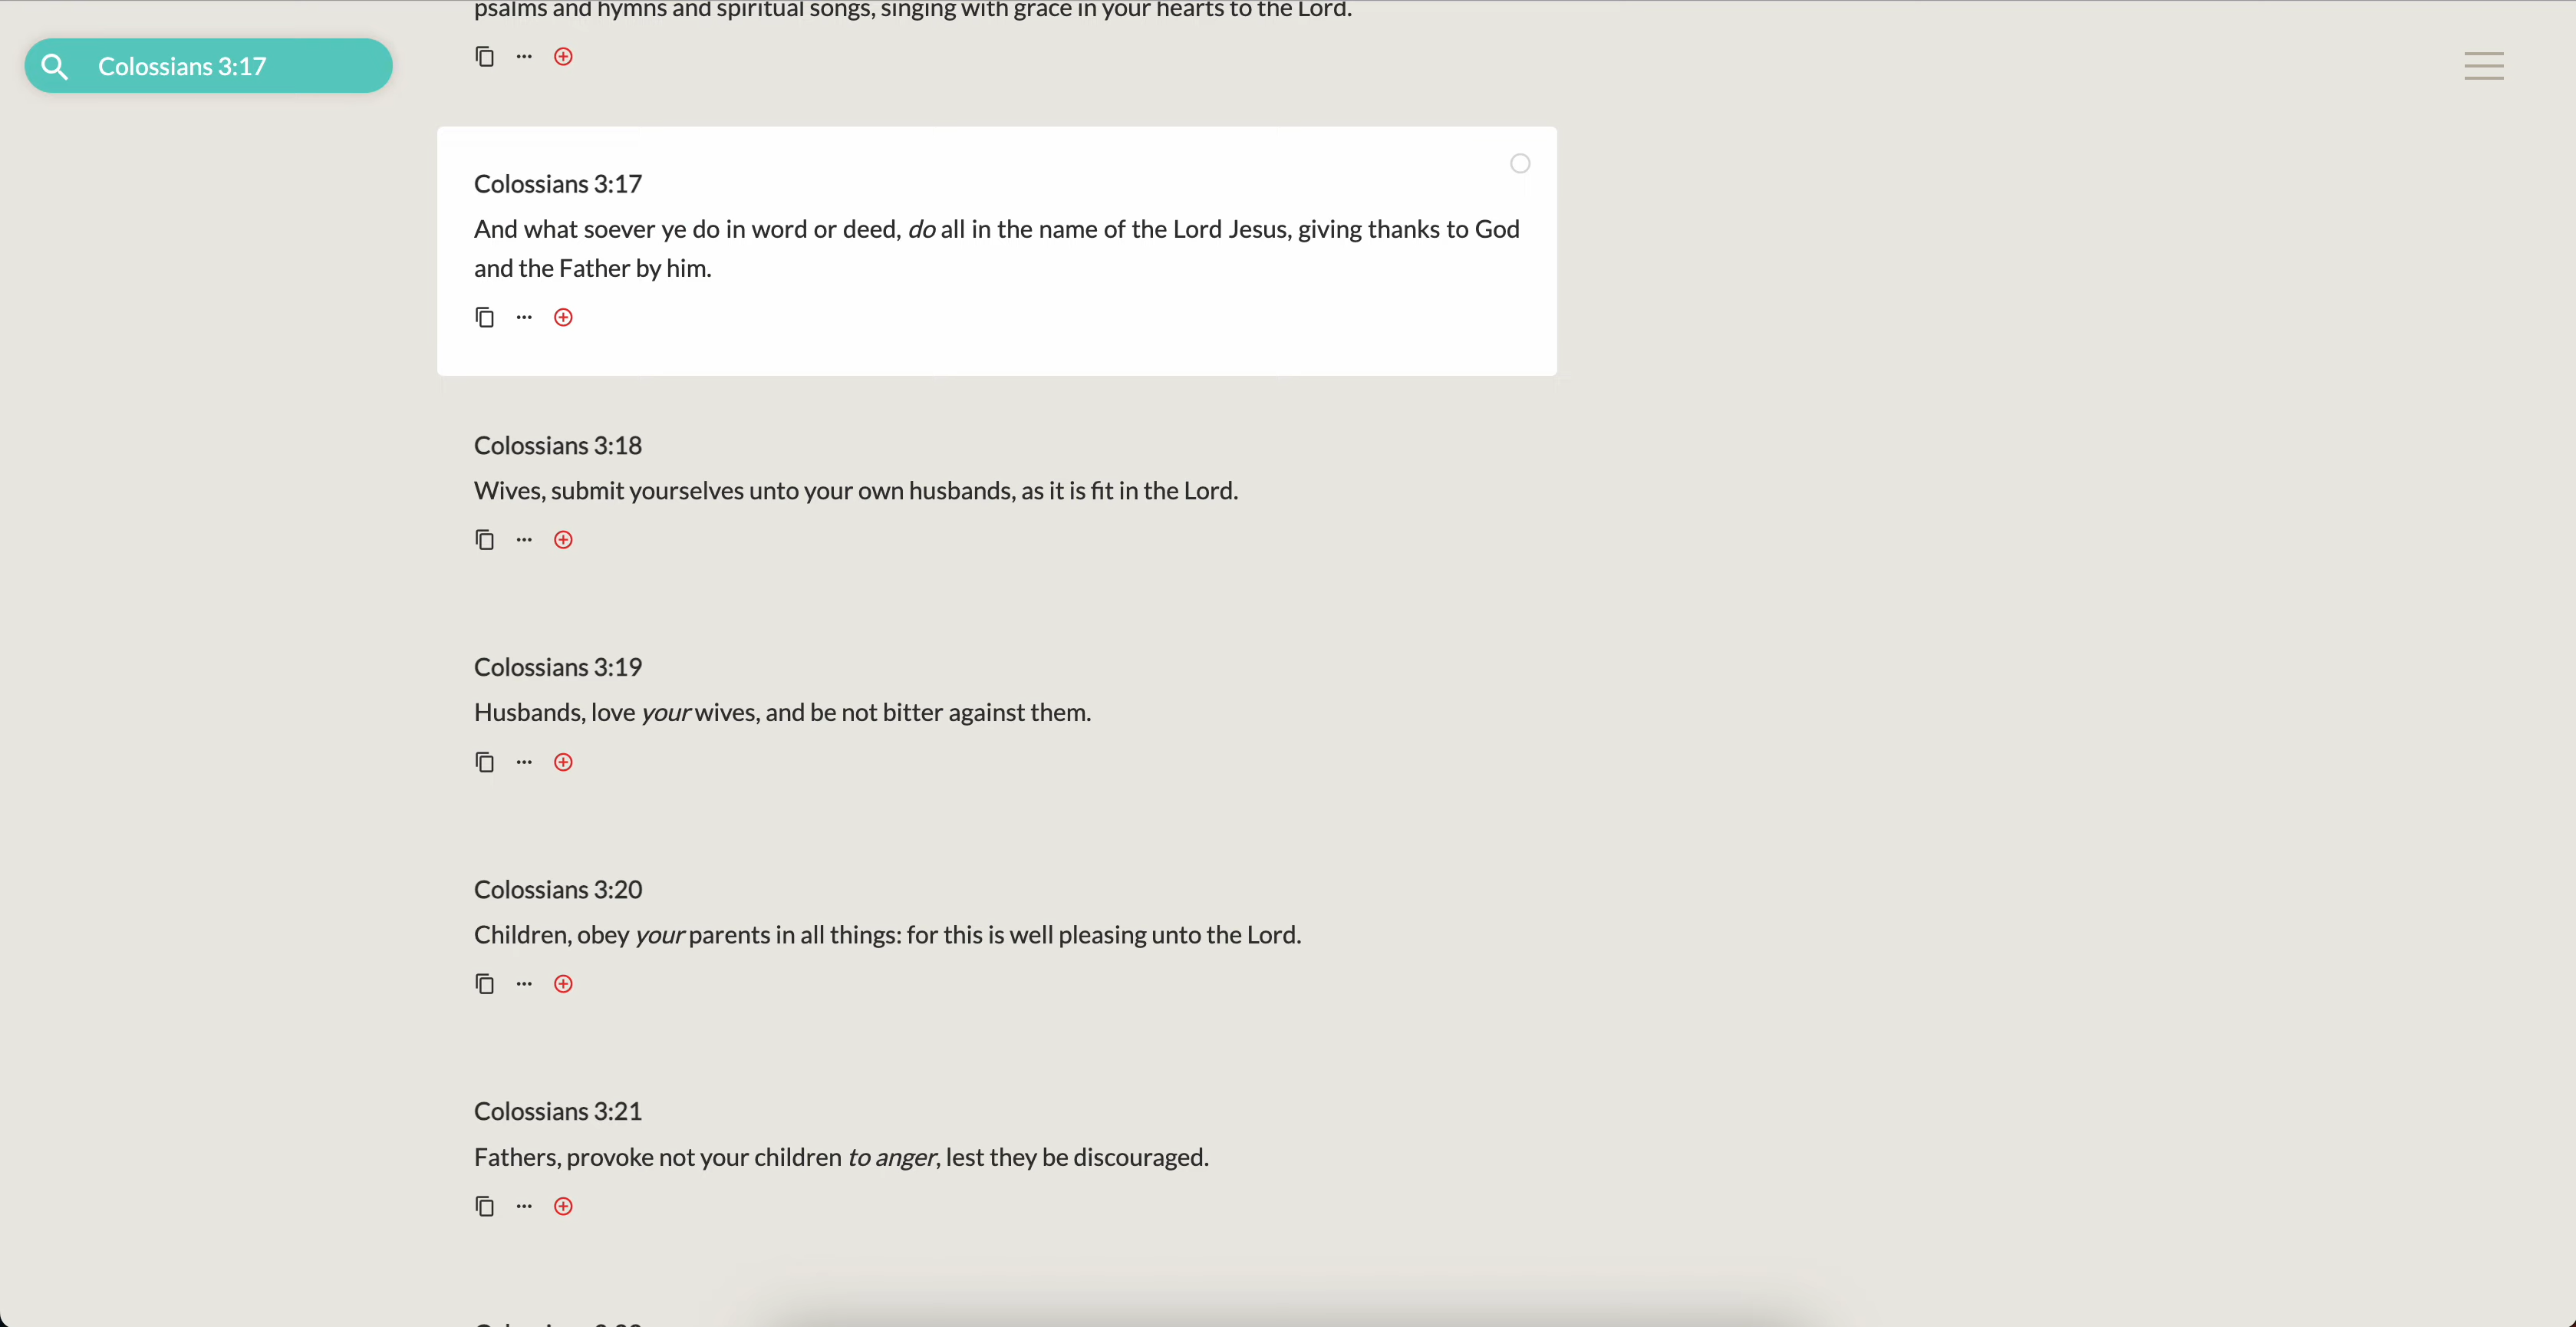 psalms and hymns and spiritual songs, singing with grace in your hearts to the Lord.
Colossians 3:17
Colossians 3:17
And what soever ye do in word or deed, do all in the name of the Lord Jesus, giving thanks to God
and the Father by him.
Colossians 3:18
Wives, submit yourselves unto your own husbands, as it is fit in the Lord.
Colossians 3:19
Husbands, love your wives, and be not bitter against them.
Colossians 3:20
Children, obey your parents in all things: for this is well pleasing unto the Lord.
Colossians 3:21
Fathers, provoke not your children to anger, lest they be discouraged.